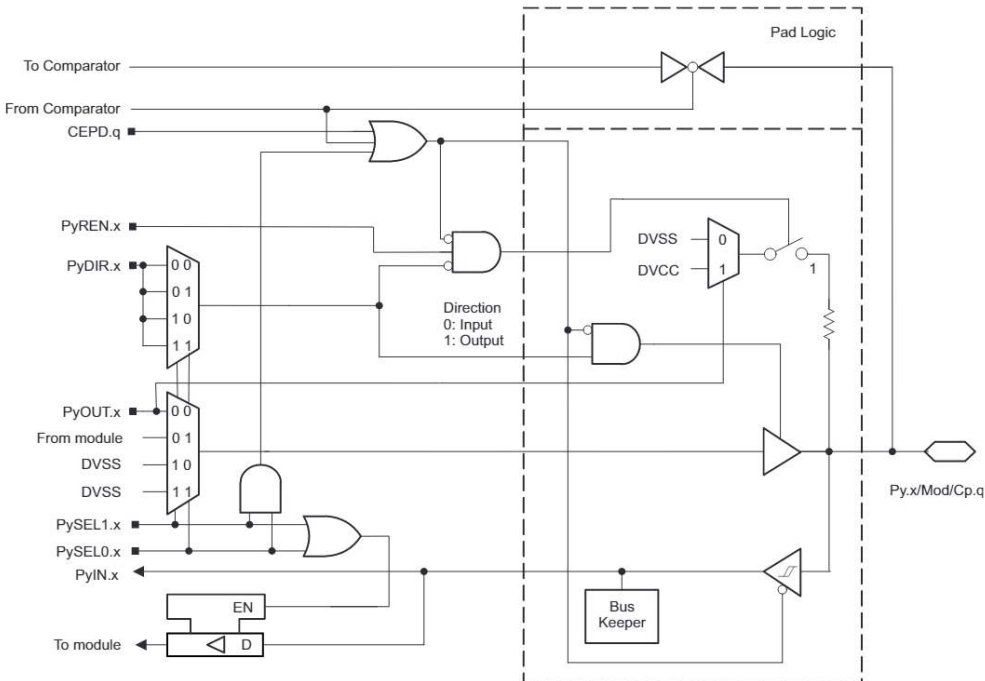 Pad Logic
To Comparator
From Comparator
CEPD.q
PyREN.x
PyDIR.x
0 0
0 1
1 0
1 1
DVSS
0
DVCC
1
1
Direction
0: Input
1: Output
PyOUT.x
0 0
From module
0 1
DVSS
1 0
DVSS
1 1
Py.x/Mod/Cp.q
PySEL1.x
PySEL0.x
PyIN.x
Bus
Keeper
EN
To module
D